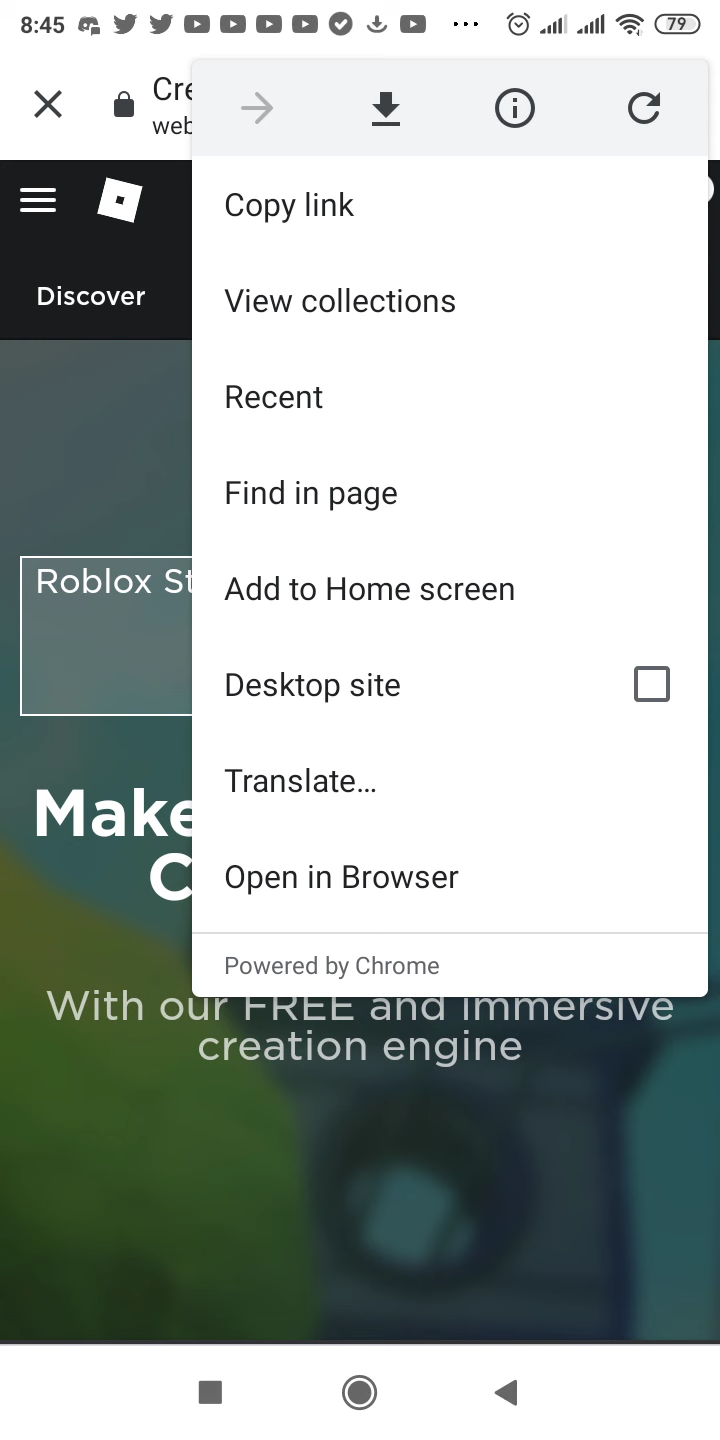 8:45
79
Cre
web
Copy link
View collections
Discover
Recent
Find in page
Roblox St
Add to Home screen
Desktop site
Translate...
Make
C
Open in Browser
Powered by Chrome
With our FREE and immersive
creation engine